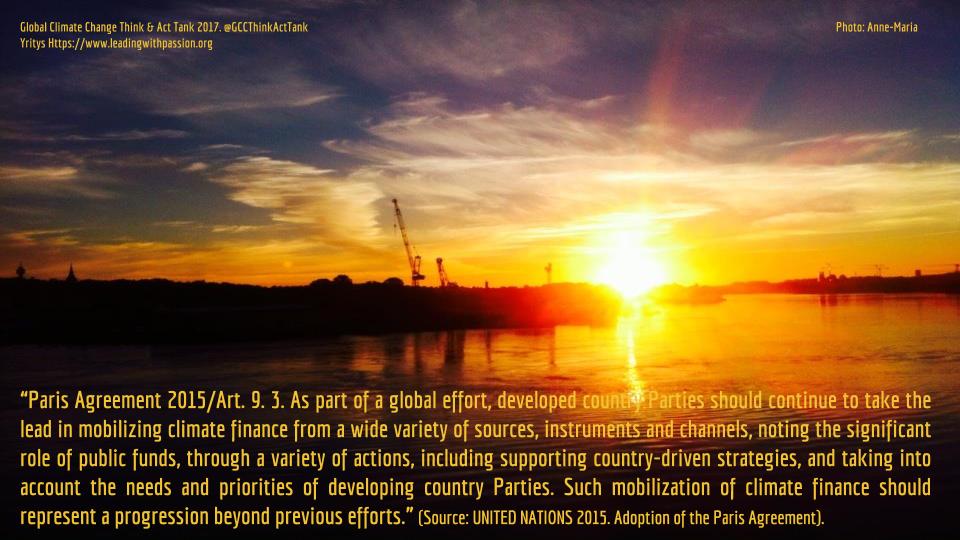 Global Climate Change Think & Act Tank 2017. @GCCThinkActTank
Yritys Https://www.leadingwithpassion.org
Photo: Anne-Maria
“Paris Agreement 2015/Art. 9. 3. As part of a global effort, developed country Parties should continue to take the
lead in mobilizing climate finance from a wide variety of sources, instruments and channels, noting the significant
role of public funds, through a variety of actions, including supporting country-driven strategies, and taking into
account the needs and priorities of developing country Parties. Such mobilization of climate finance should
represent a progression beyond previous efforts.” (Source: UNITED NATIONS 2015. Adoption of the Paris Agreement).